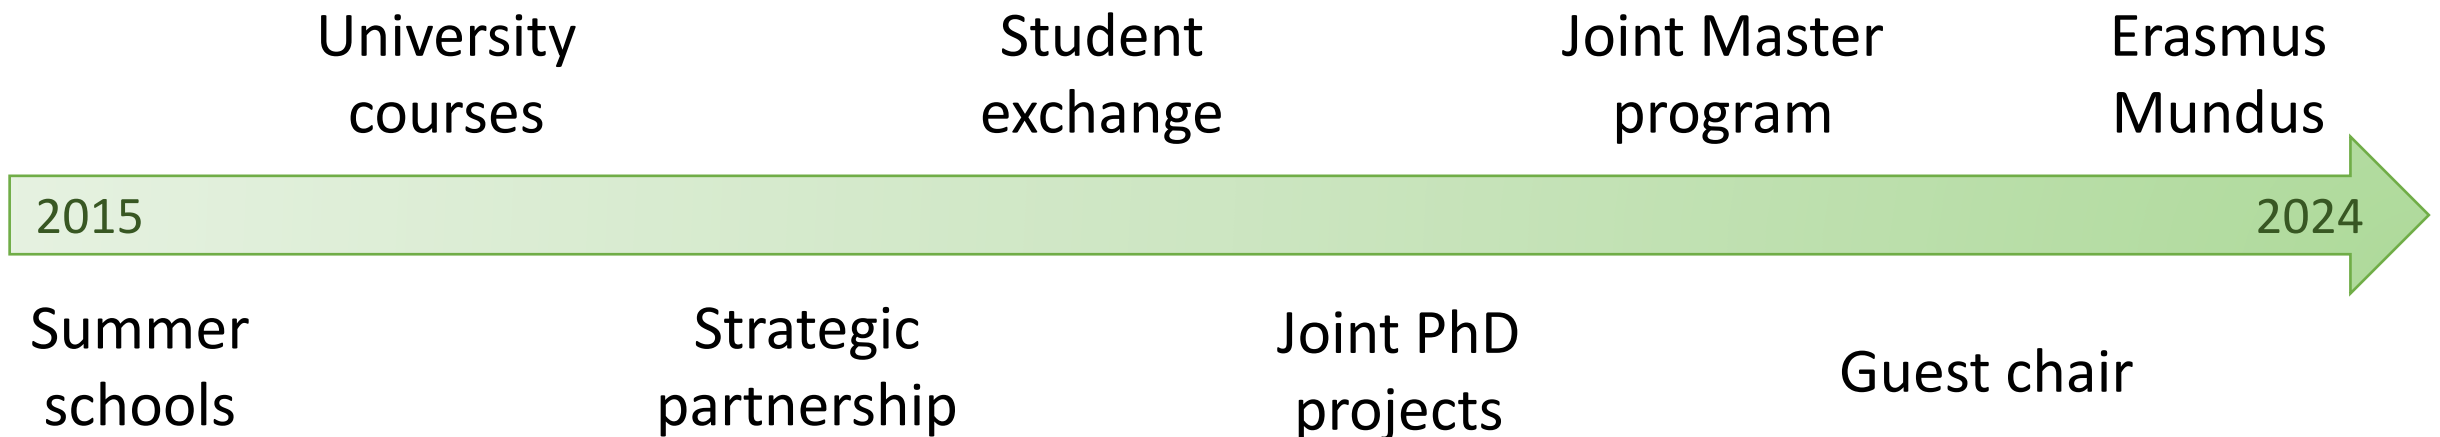 University
courses
Student
exchange
Joint Master
program
Erasmus
Mundus
2015
2024
Summer
schools
Strategic
partnership
Joint PhD
projects
Guest chair